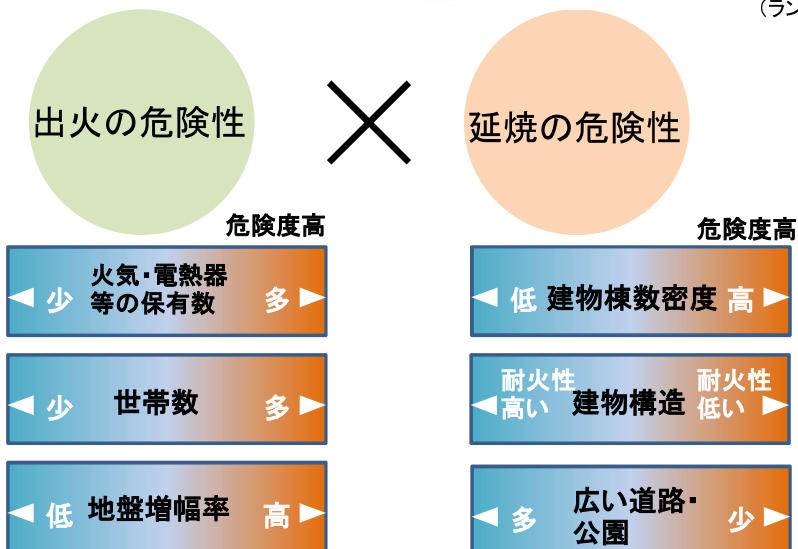 （ラン
出火の危険性
延焼の危険性
危険度高
火気・電熱器
等の保有数
少
多
少
世帯数
多
低
地盤増幅率
高
危険度高
低
建物棟数密度
高
耐火性
高い
建物構造
耐火性
低い
多
広い道路・
公園
少